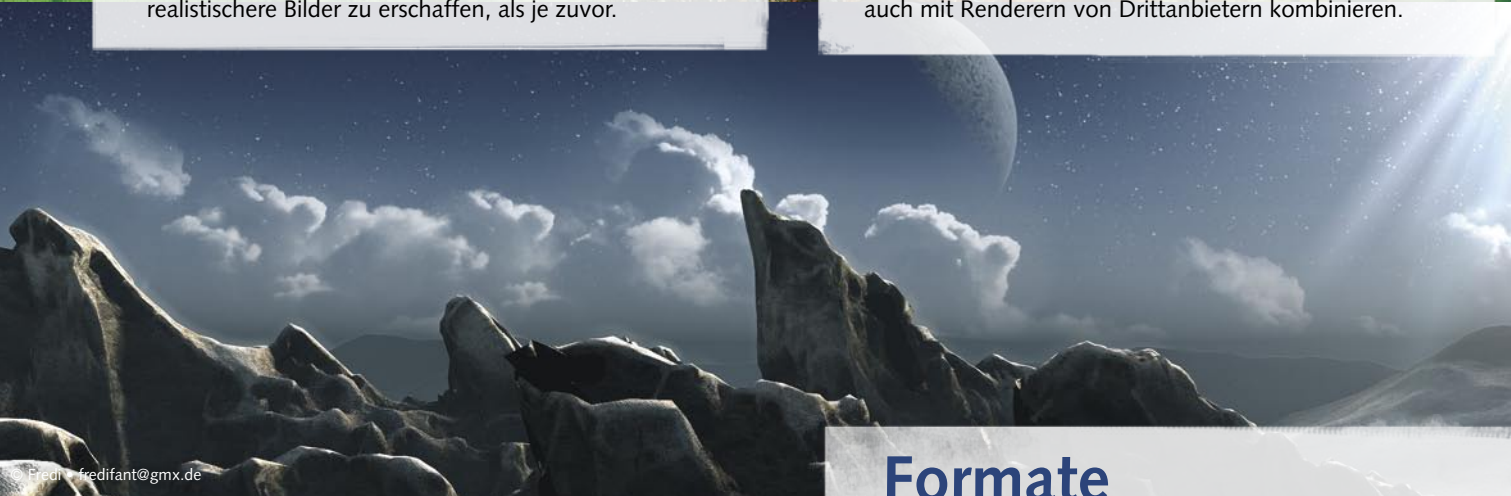 realistischere Bilder zu erschaffen, als je zuvor.
auch mit Renderern von Drittanbietern kombinieren.
© Fredi • fredifant@gmx.de
Formate